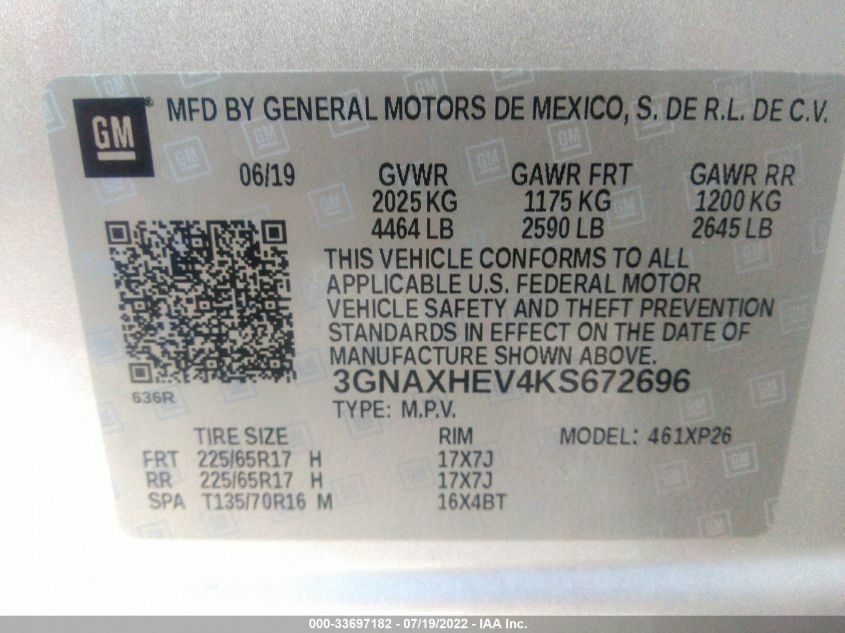 GM ® MFD BY GENERAL MOTORS DE MEXICO, S. DE R.L. DE C.V.
06/19 GVWR GAWR FRT GAWR RR
2025 KG 1175 KG 1200 KG
4464 LB 2590 LB 2645 LB
THIS VEHICLE CONFORMS TO ALL
APPLICABLE U.S. FEDERAL MOTOR
VEHICLE SAFETY AND THEFT PREVENTION
STANDARDS IN EFFECT ON THE DATE OF
MANUFACTURE SHOWN ABOVE.
3GNAXHEV4KS672696
636R
TYPE: M.P.V.
TIRE SIZE RIM MODEL: 461XP26
FRT 225/65R17 H 17X7J
RR 225/65R17 H 17X7J
SPA T135/70R16 M 16X4BT
000-33697182 - 07/19/2022 - IAA Inc.